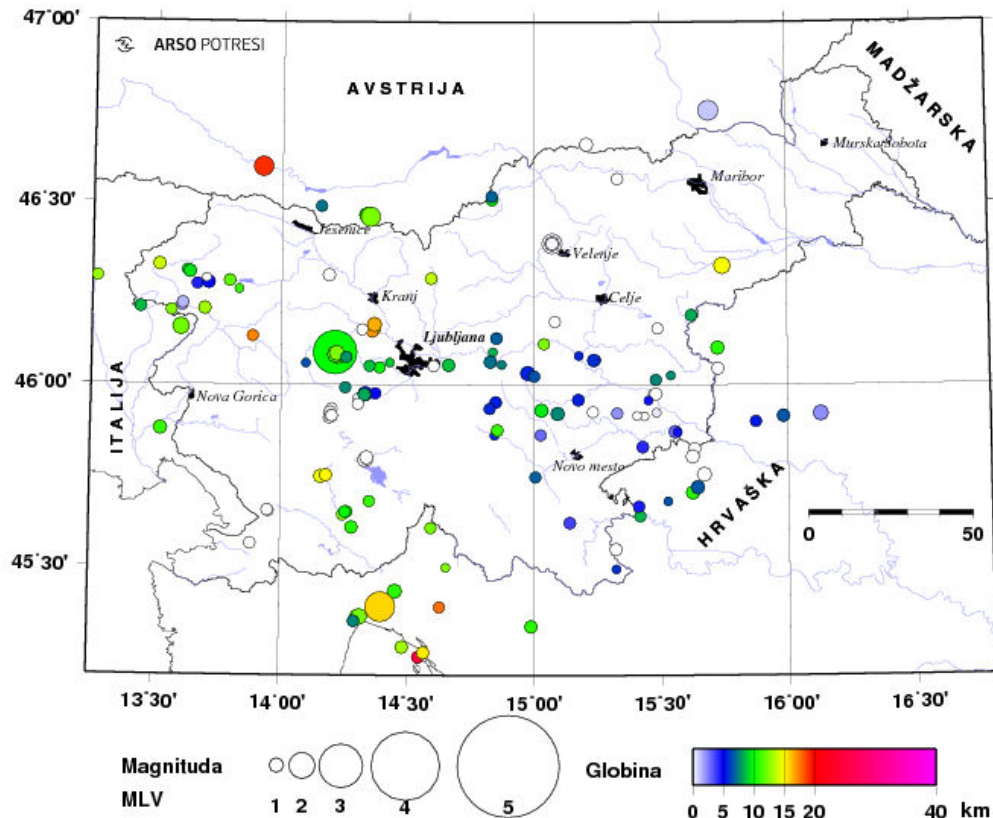 47°00'
ARSO POTRESI
AVSTRIJA
MADŽARSKA
Murska Sobota
Maribor
46°30'
Jesenice
Velenje
Kranj
Celje
Ljubljana
46°00'
ITALIJA
Nova Gorica
Novo mesto
HRVAŠKA
0 50
45°30'
13°30' 14°00' 14°30' 15°00' 15°30' 16°00' 16°30'
Magnituda
MLV
1 2 3 4 5
Globina
0 5 10 15 20 40 km